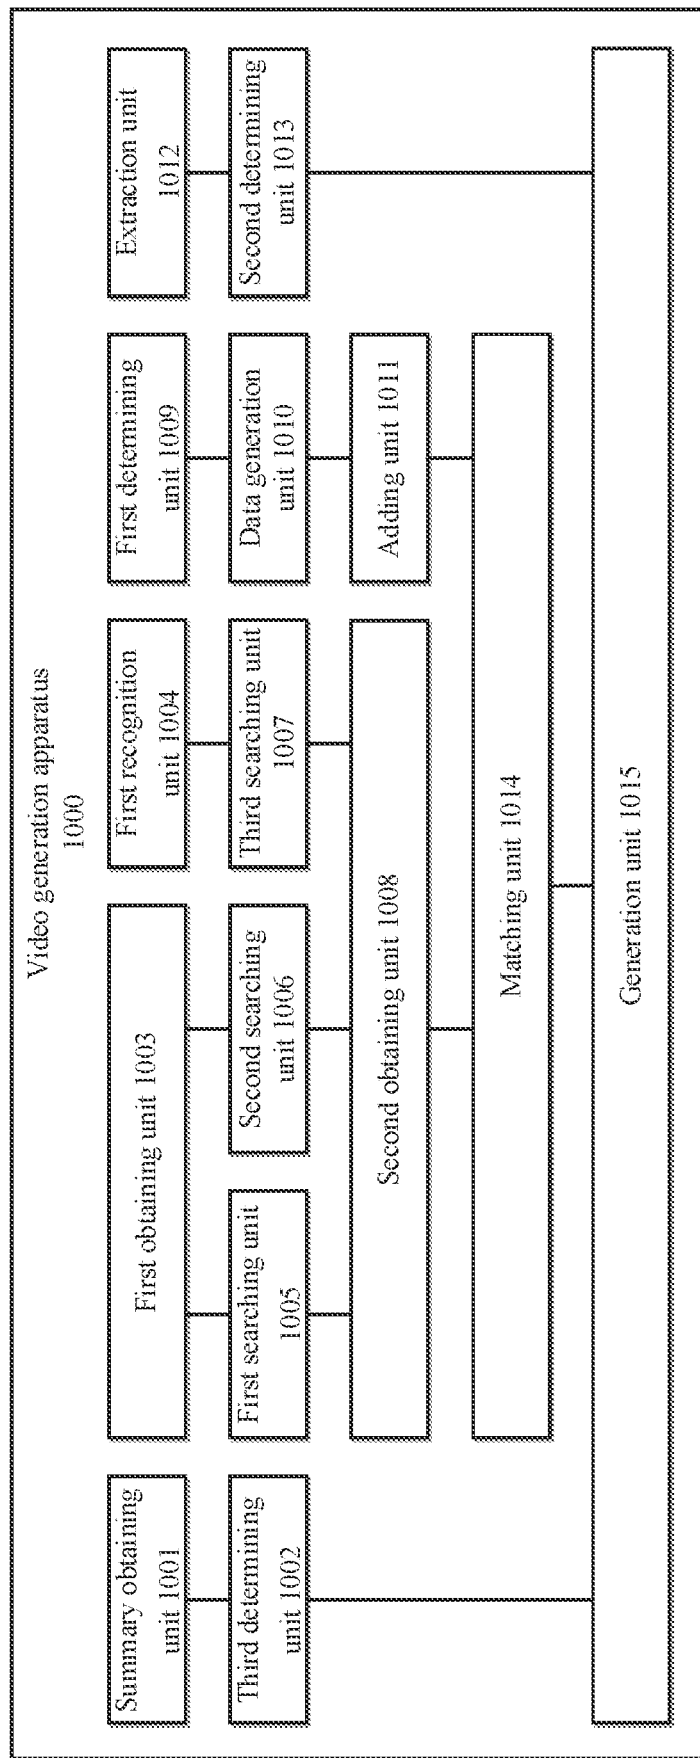 Video generation apparatus
1000
Summary obtaining
unit 1001
First obtaining unit 1003
First recognition
unit 1004
First determining
unit 1009
Extraction unit
1012
Third determining
unit 1002
First searching unit
1005
Second searching
unit 1006
Third searching unit
1007
Data generation
unit 1010
Second determining
unit 1013
Second obtaining unit 1008
Adding unit 1011
Matching unit 1014
Generation unit 1015